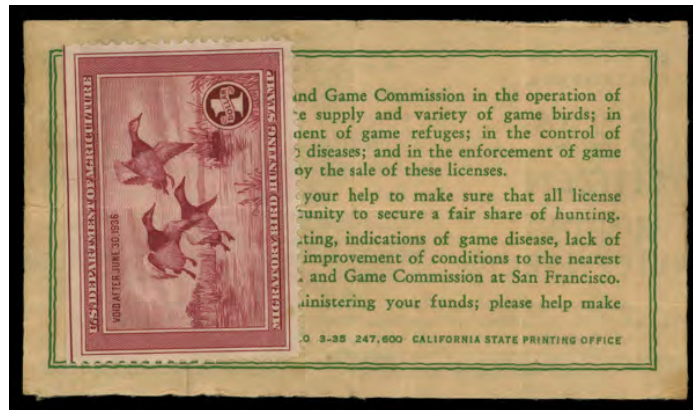 U.S. DEPARTMENT OF AGRICULTURE
VOID AFTER JUNE 30, 1936
1
DOLLAR
MIGRATORY BIRD HUNTING STAMP
and Game Commission in the operation of
supply and variety of game birds; in
ment of game refuges; in the control of
diseases; and in the enforcement of game
by the sale of these licenses.
your help to make sure that all license
tunity to secure a fair share of hunting.
ting, indications of game disease, lack of
improvement of conditions to the nearest
and Game Commission at San Francisco.
inistering your funds; please help make
3-35 247,600 CALIFORNIA STATE PRINTING OFFICE